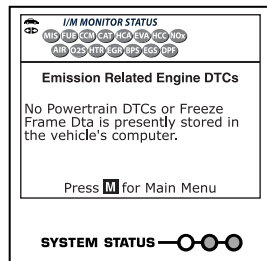 I/M MONITOR STATUS
MIS FUE CCM CAT HCA EVA HCC NOx
AIR O2S HTR EGR BPS EGS DPF
Emission Related Engine DTCs
No Powertrain DTCs or Freeze
Frame Dta is presently stored in
the vehicle's computer.
Press M for Main Menu
SYSTEM STATUS